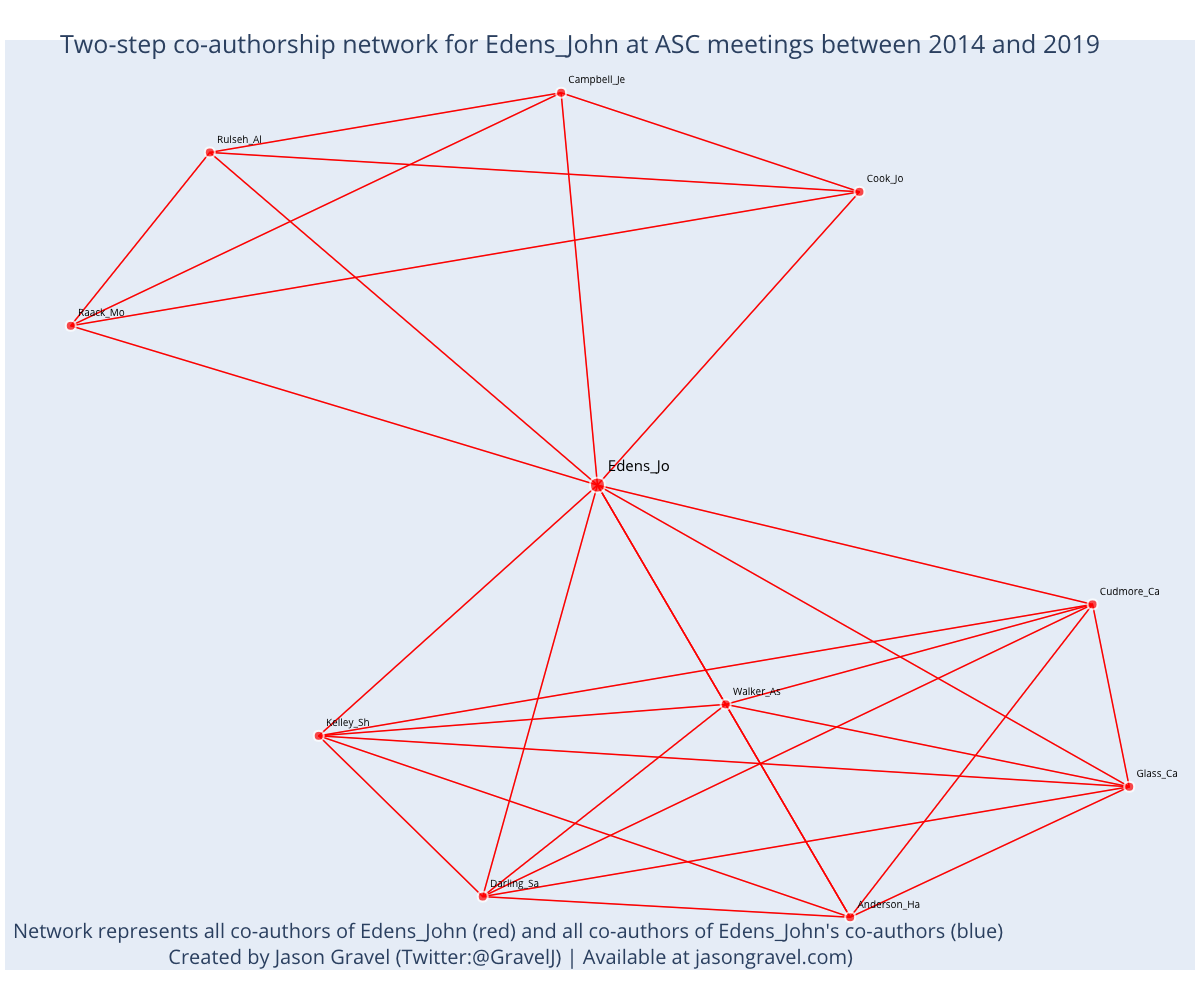 Two-step co-authorship network for Edens_John at ASC meetings between 2014 and 2019
Campbell_Je
Rulseh_Al
Cook_Jo
Raack_Mo
Edens_Jo
Cudmore_Ca
Walker_As
Kelley_Sh
Glass_Ca
Darling_Sa
Anderson_Ha
Network represents all co-authors of Edens_John (red) and all co-authors of Edens_John's co-authors (blue)
Created by Jason Gravel (Twitter:@GravelJ) | Available at jasongravel.com)